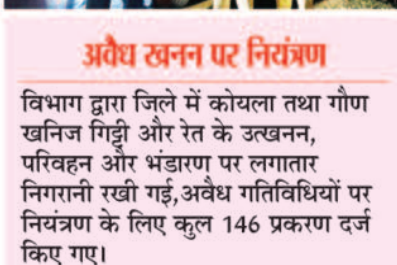 अवैध खनन पर नियंत्रण
विभाग द्वारा जिले में कोयला तथा गौण
खनिज गिट्टी और रेत के उत्खनन,
परिवहन और भंडारण पर लगातार
निगरानी रखी गई,अवैध गतिविधियों पर
नियंत्रण के लिए कुल 146 प्रकरण दर्ज
किए गए।